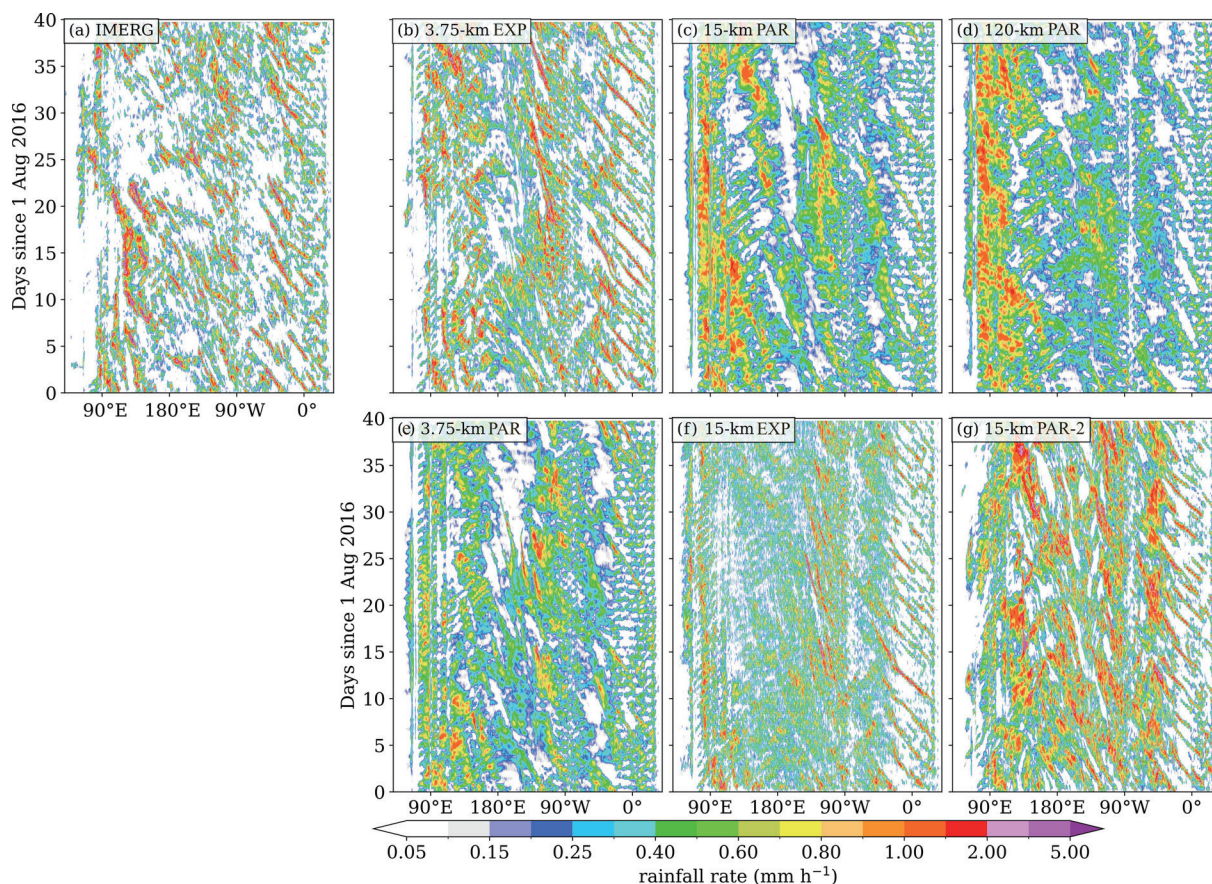 (a) IMERG
(b) 3.75-km EXP
(c) 15-km PAR
(d) 120-km PAR
40
35
30
25
20
15
10
5
0
Days since 1 Aug 2016
90°E 180°E 90°W 0°
(e) 3.75-km PAR
(f) 15-km EXP
(g) 15-km PAR-2
40
35
30
25
20
15
10
5
0
Days since 1 Aug 2016
90°E 180°E 90°W 0°
90°E 180°E 90°W 0°
90°E 180°E 90°W 0°
0.05 0.15 0.25 0.40 0.60 0.80 1.00 2.00 5.00
rainfall rate (mm h⁻¹)